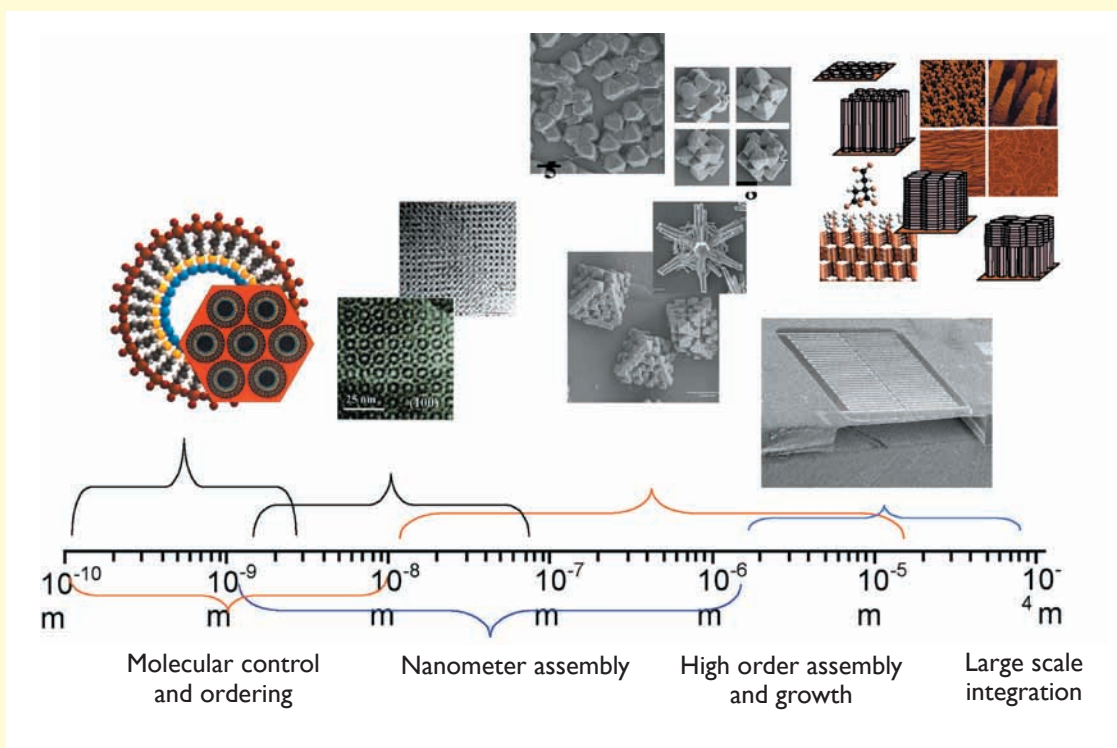 5
25 nm
(100)
10-10
m
10-9
m
10-8
m
10-7
m
10-6
m
10-5
m
10-
4 m
Molecular control
and ordering
Nanometer assembly
High order assembly
and growth
Large scale
integration